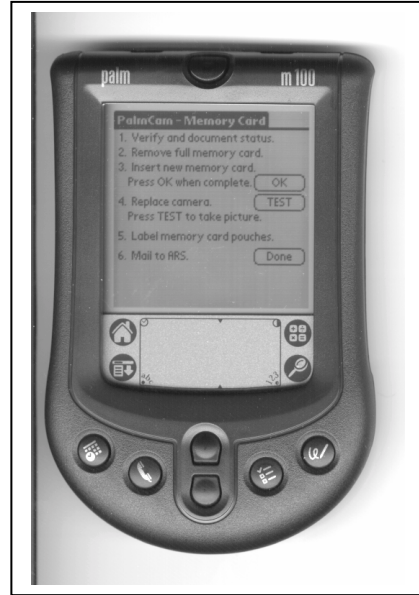 palm m100
PalmCam - Memory Card
1. Verify and document status.
2. Remove full memory card.
3. Insert new memory card.
Press OK when complete. OK
4. Replace camera. TEST
Press TEST to take picture.
5. Label memory card pouches.
6. Mail to ARS. Done
abc 123